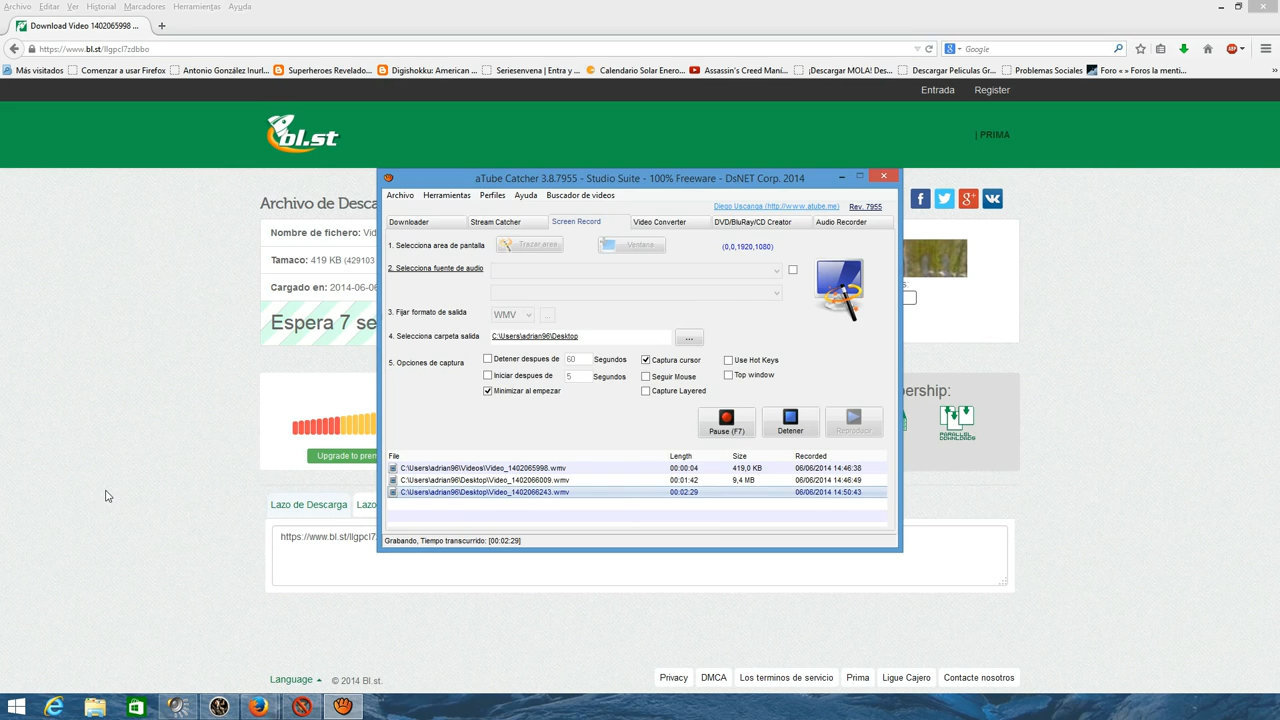 Archivo Editar Ver Historial Marcadores Herramientas Ayuda
Download Video 1402065998 ...
https://www.bl.st/llgpcl7zdbbo
Google
Más visitados Comenzar a usar Firefox Antonio González Inurl... Superheroes Revelado... Digishokku: American ... Seriesenvena | Entra y ... Calendario Solar Enero... Assassin's Creed Maní... ¡Descargar MOLA! Des... Descargar Peliculas Gr... Problemas Sociales Foro « » Foros la menti... »
Entrada Register
bl.st
| PRIMA
aTube Catcher 3.8.7955 - Studio Suite - 100% Freeware - DsNET Corp. 2014
Archivo Herramientas Perfiles Ayuda Buscador de videos
Diego Uscanga (http://www.atube.me) Rev. 7955
Downloader Stream Catcher Screen Record Video Converter DVD/BluRay/CD Creator Audio Recorder
1. Selecciona area de pantalla Trazar area Ventana (0,0,1920,1080)
2. Selecciona fuente de audio
3. Fijar formato de salida WMV ...
4. Selecciona carpeta salida C:\Users\adrian96\Desktop ...
5. Opciones de captura Detener despues de 60 Segundos Captura cursor Use Hot Keys
Iniciar despues de 5 Segundos Seguir Mouse Top window
Minimizar al empezar Capture Layered
Pause (F7) Detener Reproducir
File Length Size Recorded
C:\Users\adrian96\Videos\Video_1402065998.wmv 00:00:04 419,0 KB 06/06/2014 14:46:38
C:\Users\adrian96\Desktop\Video_1402066009.wmv 00:01:42 9,4 MB 06/06/2014 14:46:49
C:\Users\adrian96\Desktop\Video_1402066243.wmv 00:02:29 06/06/2014 14:50:43
Grabando, Tiempo transcurrido: [00:02:29]
Archivo de Desca
Nombre de fichero: Vid
Tamaco: 419 KB (429103
Cargado en: 2014-06-06
Espera 7 se
s:
bership:
PARALLEL
DOWNLOADS
Upgrade to prem
Lazo de Descarga Lazo
https://www.bl.st/llgpcl7z
Language © 2014 Bl.st. Privacy DMCA Los terminos de servicio Prima Ligue Cajero Contacte nosotros